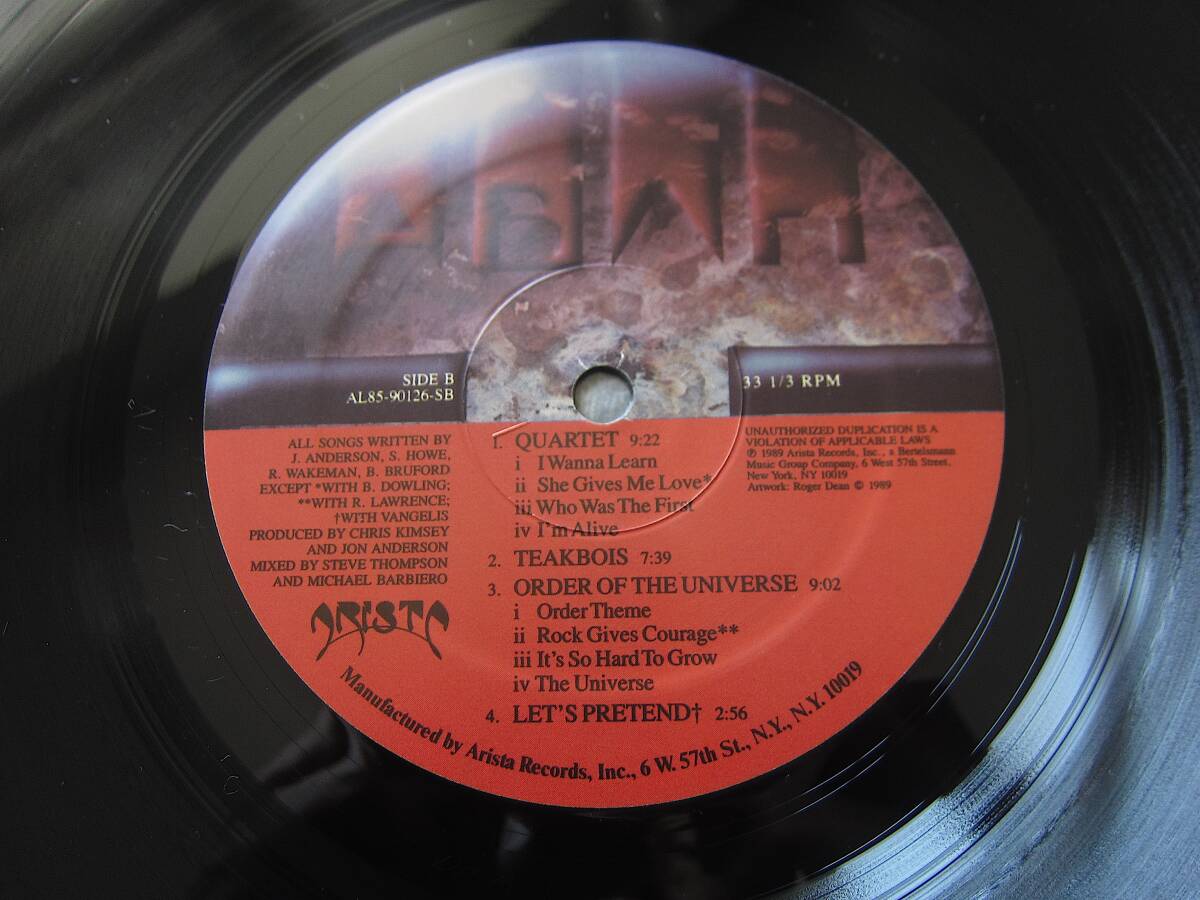 ABWH
SIDE B
AL85-90126-SB
33 1/3 RPM
ALL SONGS WRITTEN BY
J. ANDERSON, S. HOWE,
R. WAKEMAN, B. BRUFORD
EXCEPT *WITH B. DOWLING;
**WITH R. LAWRENCE;
†WITH VANGELIS
PRODUCED BY CHRIS KIMSEY
AND JON ANDERSON
MIXED BY STEVE THOMPSON
AND MICHAEL BARBIERO
ARISTA
1. QUARTET 9:22
i I Wanna Learn
ii She Gives Me Love*
iii Who Was The First
iv I'm Alive
2. TEAKBOIS 7:39
3. ORDER OF THE UNIVERSE 9:02
i Order Theme
ii Rock Gives Courage**
iii It's So Hard To Grow
iv The Universe
4. LET'S PRETEND† 2:56
UNAUTHORIZED DUPLICATION IS A
VIOLATION OF APPLICABLE LAWS
℗ 1989 Arista Records, Inc., a Bertelsmann
Music Group Company, 6 West 57th Street,
New York, NY 10019
Artwork: Roger Dean © 1989
Manufactured by Arista Records, Inc., 6 W. 57th St., N.Y., N.Y. 10019